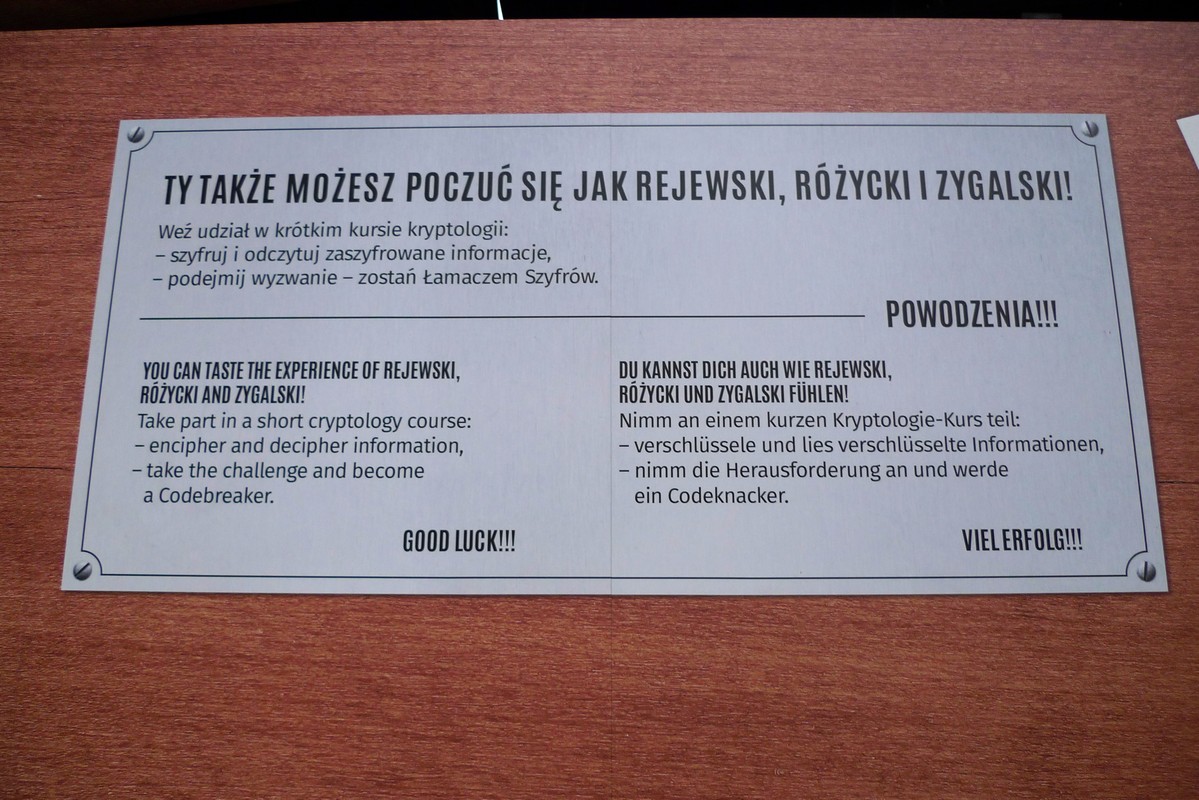 TY TAKŻE MOŻESZ POCZUĆ SIĘ JAK REJEWSKI, RÓŻYCKI I ZYGALSKI!
Weź udział w krótkim kursie kryptologii:
– szyfruj i odczytuj zaszyfrowane informacje,
– podejmij wyzwanie – zostań Łamaczem Szyfrów.
POWODZENIA!!!
YOU CAN TASTE THE EXPERIENCE OF REJEWSKI,
RÓŻYCKI AND ZYGALSKI!
Take part in a short cryptology course:
– encipher and decipher information,
– take the challenge and become
a Codebreaker.
GOOD LUCK!!!
DU KANNST DICH AUCH WIE REJEWSKI,
RÓŻYCKI UND ZYGALSKI FÜHLEN!
Nimm an einem kurzen Kryptologie-Kurs teil:
– verschlüssele und lies verschlüsselte Informationen,
– nimm die Herausforderung an und werde
ein Codeknacker.
VIEL ERFOLG!!!